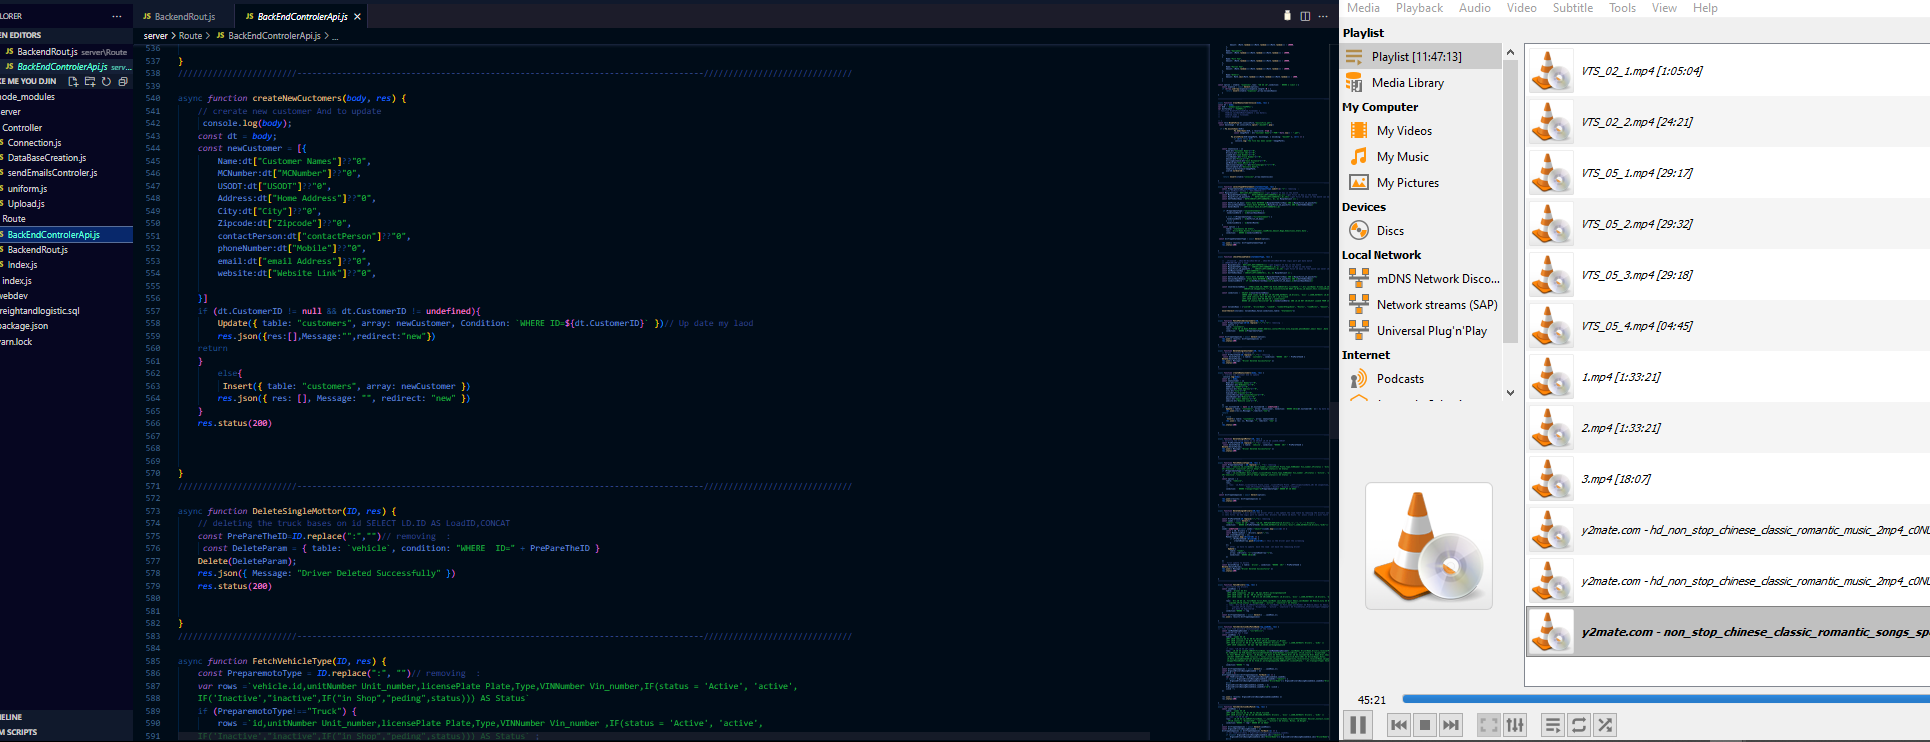 LORER
...
EN EDITORS
JS BackendRout.js server\Route
JS BackEndControlerApi.js serv...
KE ME YOU DJIN
node_modules
erver
Controller
Connection.js
DataBaseCreation.js
sendEmailsControler.js
uniform.js
Upload.js
Route
BackEndControlerApi.js
BackendRout.js
Index.js
index.js
webdev
reightandlogistic.sql
package.json
arn.lock
MELINE
M SCRIPTS
JS BackendRout.js
JS BackEndControlerApi.js
server > Route > JS BackEndControlerApi.js > ...
536
537 }
538 ////////////////////////-----------------------------------------------------------------------------------//////////////////////////////
539
540 async function createNewCuctomers(body, res) {
541 // crerate new customer And to update
542 console.log(body);
543 const dt = body;
544 const newCustomer = [{
545 Name:dt["Customer Names"]??"0",
546 MCNumber:dt["MCNumber"]??"0",
547 USODT:dt["USODT"]??"0",
548 Address:dt["Home Address"]??"0",
549 City:dt["City"]??"0",
550 Zipcode:dt["Zipcode"]??"0",
551 contactPerson:dt["contactPerson"]??"0",
552 phoneNumber:dt["Mobile"]??"0",
553 email:dt["email Address"]??"0",
554 website:dt["Website Link"]??"0",
555
556 }]
557 if (dt.CustomerID != null && dt.CustomerID != undefined){
558 Update({ table: "customers", array: newCustomer, Condition: `WHERE ID=${dt.CustomerID}` })// Up date my laod
559 res.json({res:[],Message:"",redirect:"new"})
560 return
561 }
562 else{
563 Insert({ table: "customers", array: newCustomer })
564 res.json({ res: [], Message: "", redirect: "new" })
565 }
566 res.status(200)
567
568
569
570 }
571 ////////////////////////-----------------------------------------------------------------------------------//////////////////////////////
572
573 async function DeleteSingleMottor(ID, res) {
574 // deleting the truck bases on id SELECT LD.ID AS LoadID,CONCAT
575 const PrePareTheID=ID.replace(":","")// removing :
576 const DeleteParam = { table: `vehicle`, condition: "WHERE ID=" + PrePareTheID }
577 Delete(DeleteParam);
578 res.json({ Message: "Driver Deleted Successfully" })
579 res.status(200)
580
581
582 }
583 ////////////////////////-----------------------------------------------------------------------------------//////////////////////////////
584
585 async function FetchVehicleType(ID, res) {
586 const PreparemotoType = ID.replace(":", "")// removing :
587 var rows =`vehicle.id,unitNumber Unit_number,licensePlate Plate,Type,VINNumber Vin_number,IF(status = 'Active', 'active',
588 IF('Inactive',"inactive",IF("in Shop","peding",status))) AS Status`
589 if (PreparemotoType!=="Truck") {
590 rows =`id,unitNumber Unit_number,licensePlate Plate,Type,VINNumber Vin_number ,IF(status = 'Active', 'active',
591 IF('Inactive',"inactive",IF("in Shop","peding",status))) AS Status`;
Media Playback Audio Video Subtitle Tools View Help
Playlist
Playlist [11:47:13]
Media Library
My Computer
My Videos
My Music
My Pictures
Devices
Discs
Local Network
mDNS Network Disco...
Network streams (SAP)
Universal Plug'n'Play
Internet
Podcasts
VTS_02_1.mp4 [1:05:04]
VTS_02_2.mp4 [24:21]
VTS_05_1.mp4 [29:17]
VTS_05_2.mp4 [29:32]
VTS_05_3.mp4 [29:18]
VTS_05_4.mp4 [04:45]
1.mp4 [1:33:21]
2.mp4 [1:33:21]
3.mp4 [18:07]
y2mate.com - hd_non_stop_chinese_classic_romantic_music_2mp4_c0NU
y2mate.com - hd_non_stop_chinese_classic_romantic_music_2mp4_c0NU
y2mate.com - non_stop_chinese_classic_romantic_songs_sp
45:21